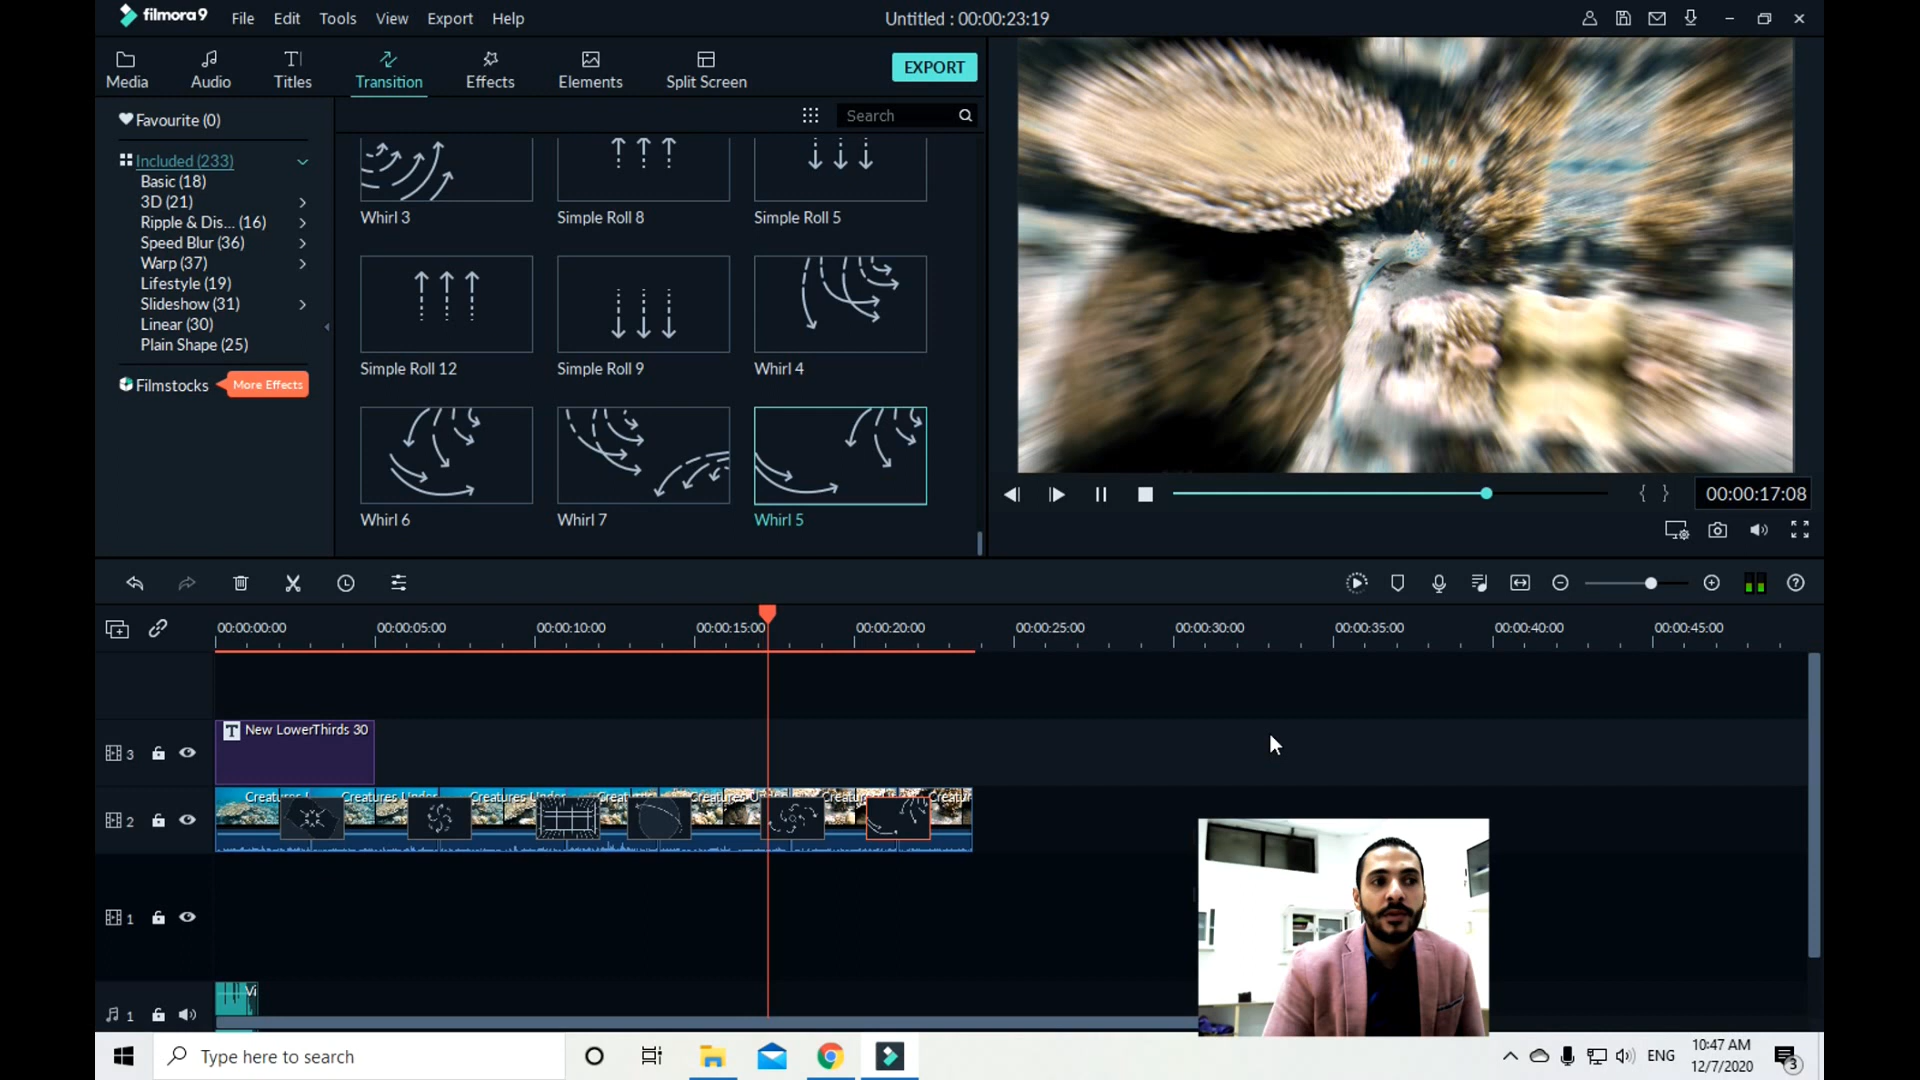 filmora9 File Edit Tools View Export Help Untitled : 00:00:23:19
Media Audio Titles Transition Effects Elements Split Screen EXPORT
Search
Favourite (0)
Included (233)
Basic (18)
3D (21)
Ripple & Dis... (16)
Speed Blur (36)
Warp (37)
Lifestyle (19)
Slideshow (31)
Linear (30)
Plain Shape (25)
Filmstocks More Effects
Whirl 3 Simple Roll 8 Simple Roll 5
Simple Roll 12 Simple Roll 9 Whirl 4
Whirl 6 Whirl 7 Whirl 5
{ } 00:00:17:08
00:00:00:00 00:00:05:00 00:00:10:00 00:00:15:00 00:00:20:00 00:00:25:00 00:00:30:00 00:00:35:00 00:00:40:00 00:00:45:00
T New LowerThirds 30
3
2
Creatures Unde
1
Vi
1
Type here to search
ENG
10:47 AM
12/7/2020
3